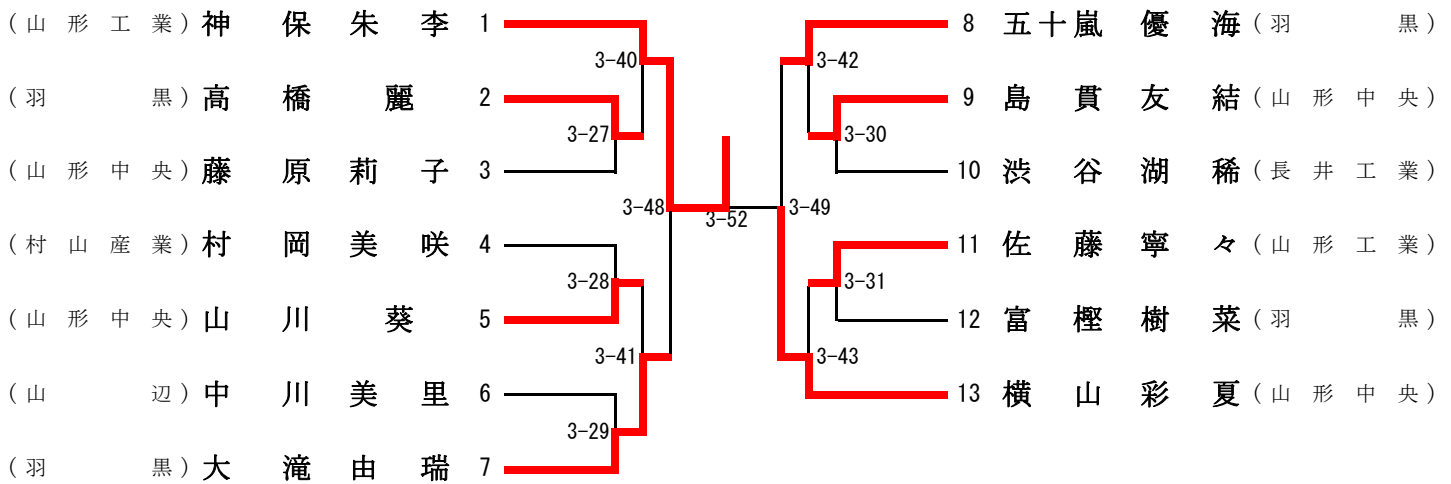 (山形工業) 神保朱李 1 8 五十嵐優海 (羽黒)
3-40 3-42
(羽黒) 高橋麗 2 9 島貫友結 (山形中央)
3-27 3-30
(山形中央) 藤原莉子 3 10 渋谷湖稀 (長井工業)
3-48 3-52 3-49
(村山産業) 村岡美咲 4 11 佐藤寧々 (山形工業)
3-28 3-31
(山形中央) 山川葵 5 12 富樫樹菜 (羽黒)
3-41 3-43
(山辺) 中川美里 6 13 横山彩夏 (山形中央)
3-29
(羽黒) 大滝由瑞 7